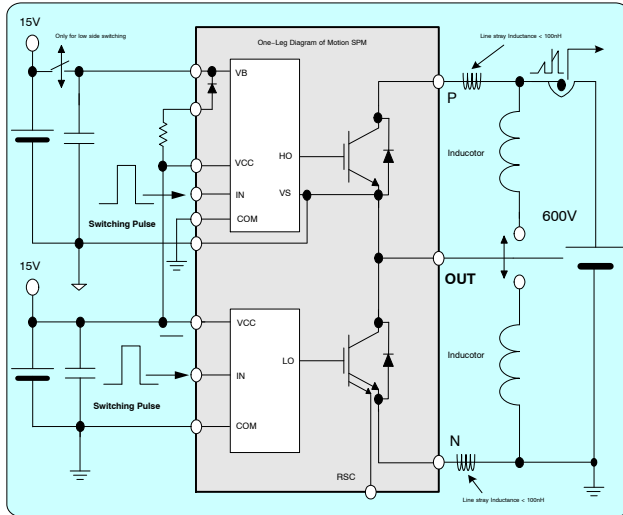 15V
Only for low side switching
One-Leg Diagram of Motion SPM
Line stray Inductance < 100nH
VB
P
Inducotor
HO
VCC
IN
VS
COM
Switching Pulse
600V
15V
OUT
VCC
LO
IN
Inducotor
Switching Pulse
COM
N
RSC
Line stray Inductance < 100nH